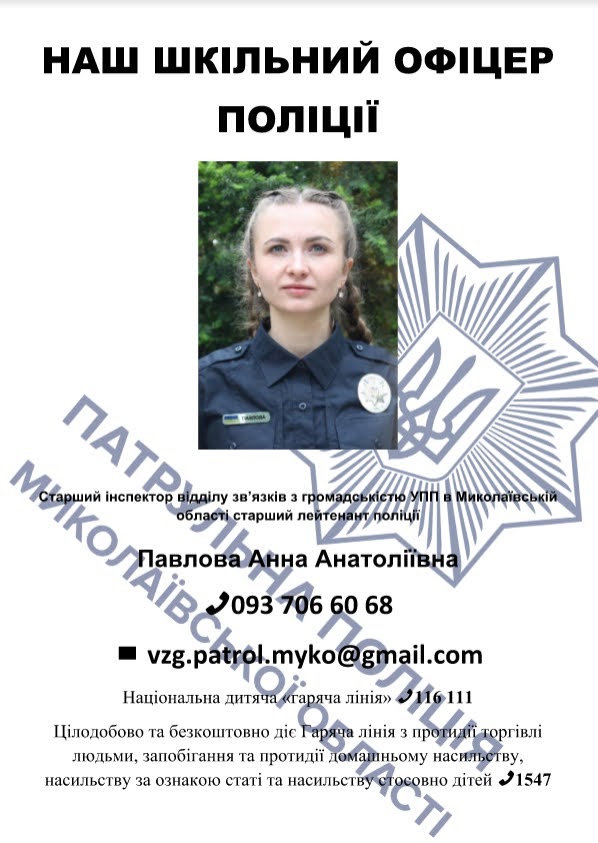 НАШ ШКІЛЬНИЙ ОФІЦЕР
ПОЛІЦІЇ
ПАВЛОВА
Старший інспектор відділу зв’язків з громадськістю УПП в Миколаївській
області старший лейтенант поліції
Павлова Анна Анатоліївна
093 706 60 68
vzg.patrol.myko@gmail.com
Національна дитяча «гаряча лінія» 116 111
Цілодобово та безкоштовно діє Гаряча лінія з протидії торгівлі
людьми, запобігання та протидії домашньому насильству,
насильству за ознакою статі та насильству стосовно дітей 1547
ПАТРУЛЬНА ПОЛІЦІЯ
МИКОЛАЇВСЬКОЇ ОБЛАСТІ